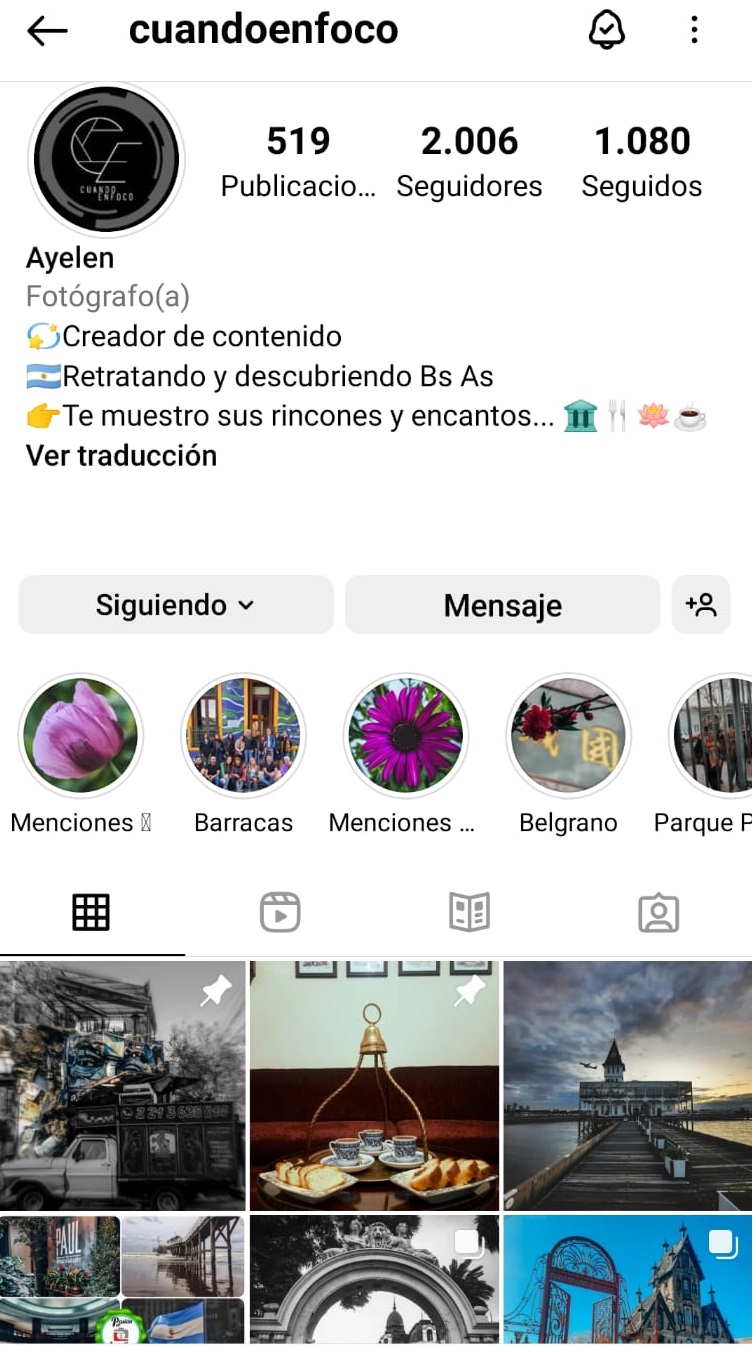 cuandoenfoco
CUANDO
ENFOCO
519
Publicacio...
2.006
Seguidores
1.080
Seguidos
Ayelen
Fotógrafo(a)
💫Creador de contenido
🇦🇷Retratando y descubriendo Bs As
👉Te muestro sus rincones y encantos... 🏛️🍴🪷☕
Ver traducción
Siguiendo
Mensaje
Menciones
Barracas
Menciones ...
Belgrano
Parque P
國
PAUL